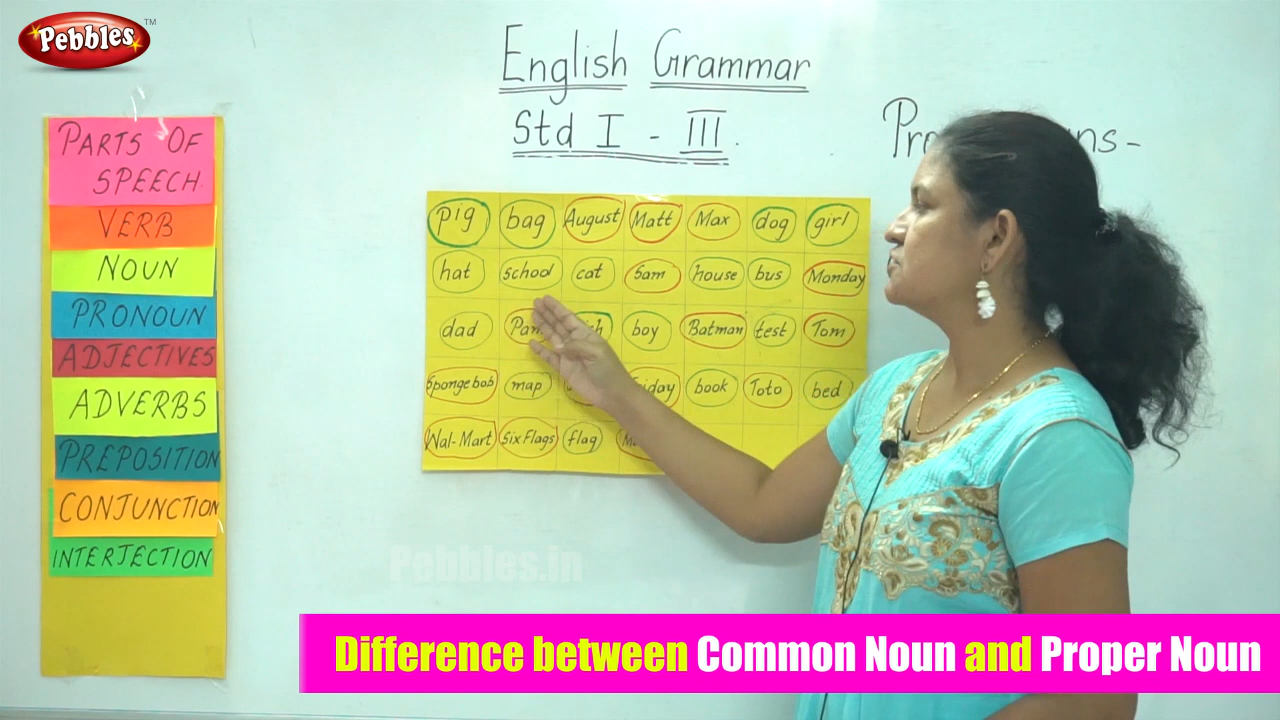 Pebbles TM
English Grammar
Std I - III.
PARTS OF
SPEECH.
VERB
NOUN
PRONOUN
ADJECTIVES
ADVERBS
PREPOSITION
CONJUNCTION
INTERJECTION
pig bag August Matt Max dog girl
hat school cat Sam house bus Monday
dad boy Batman test Tom
Spongebob map book Toto bed
Wal-Mart Six Flags flag
Pebbles.in
Difference between Common Noun and Proper Noun